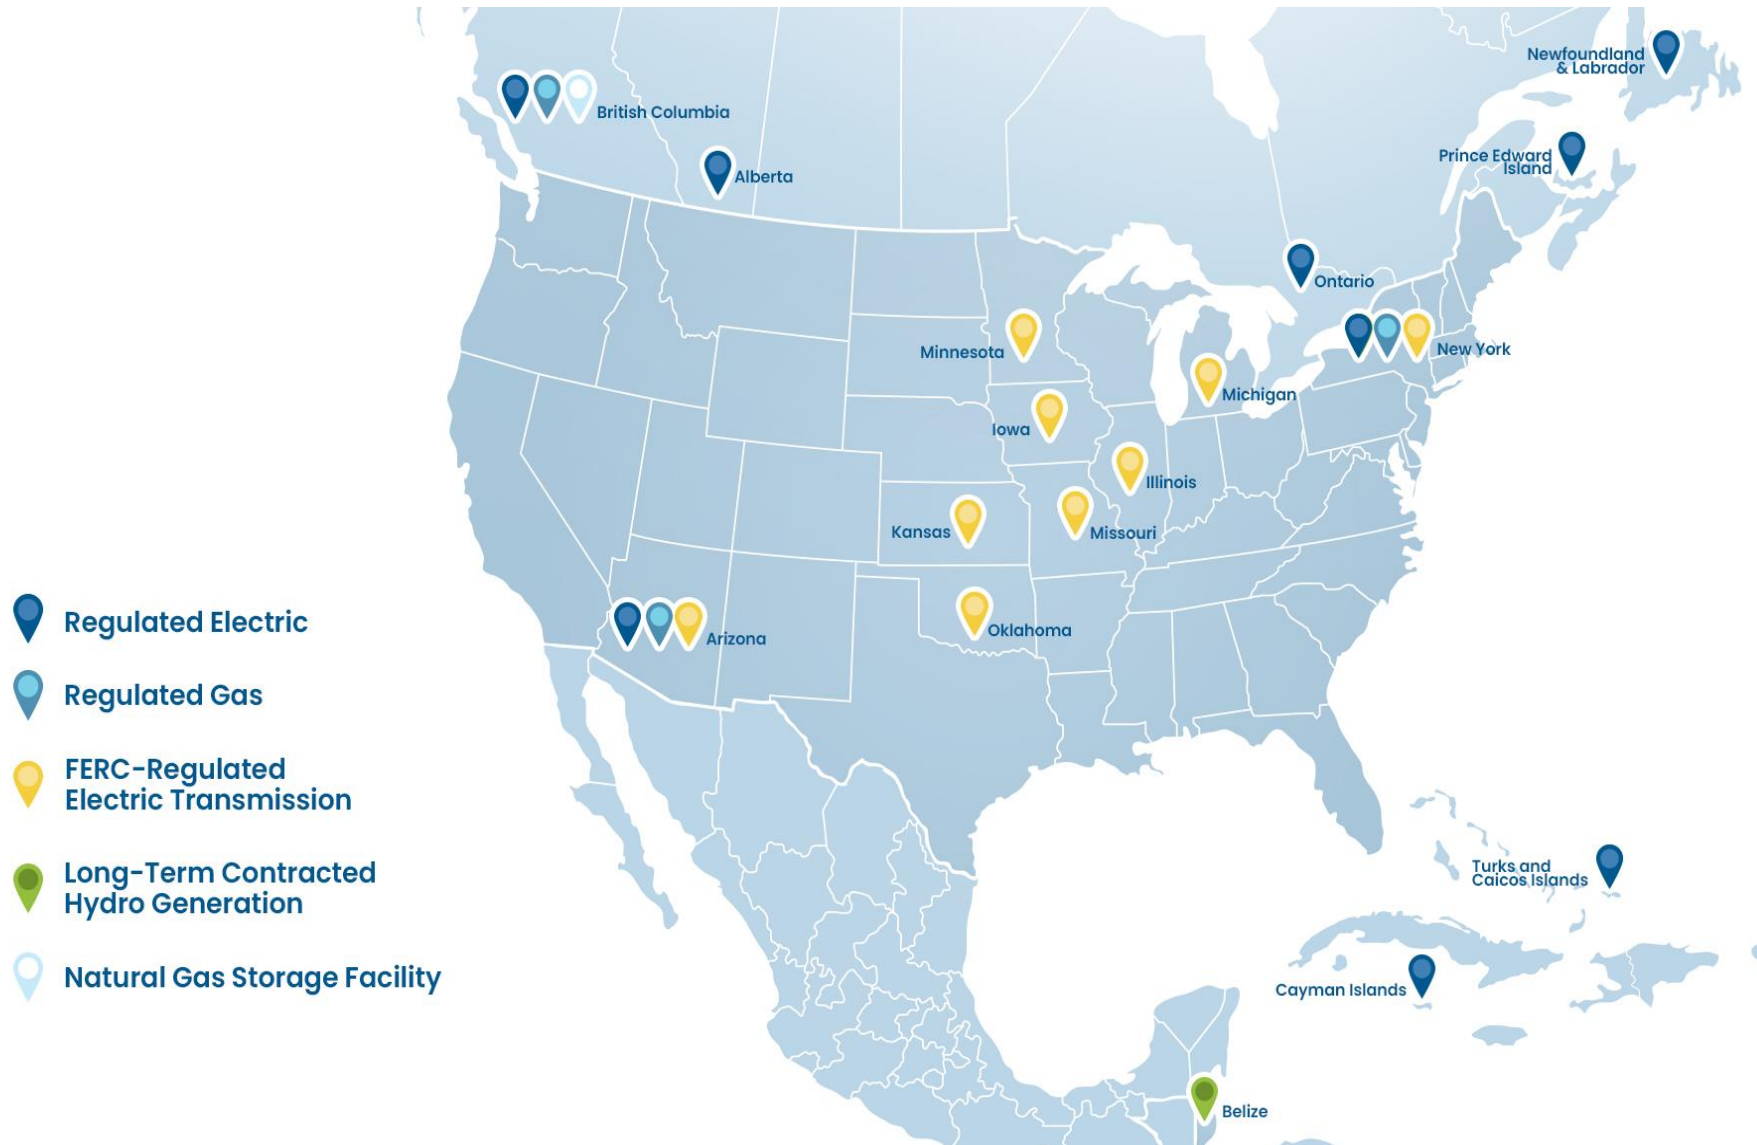 Newfoundland
& Labrador
British Columbia
Prince Edward
Island
Alberta
Ontario
Minnesota
New York
Michigan
Iowa
Illinois
Kansas
Missouri
Oklahoma
Arizona
Regulated Electric
Regulated Gas
FERC-Regulated
Electric Transmission
Long-Term Contracted
Hydro Generation
Natural Gas Storage Facility
Turks and
Caicos Islands
Cayman Islands
Belize